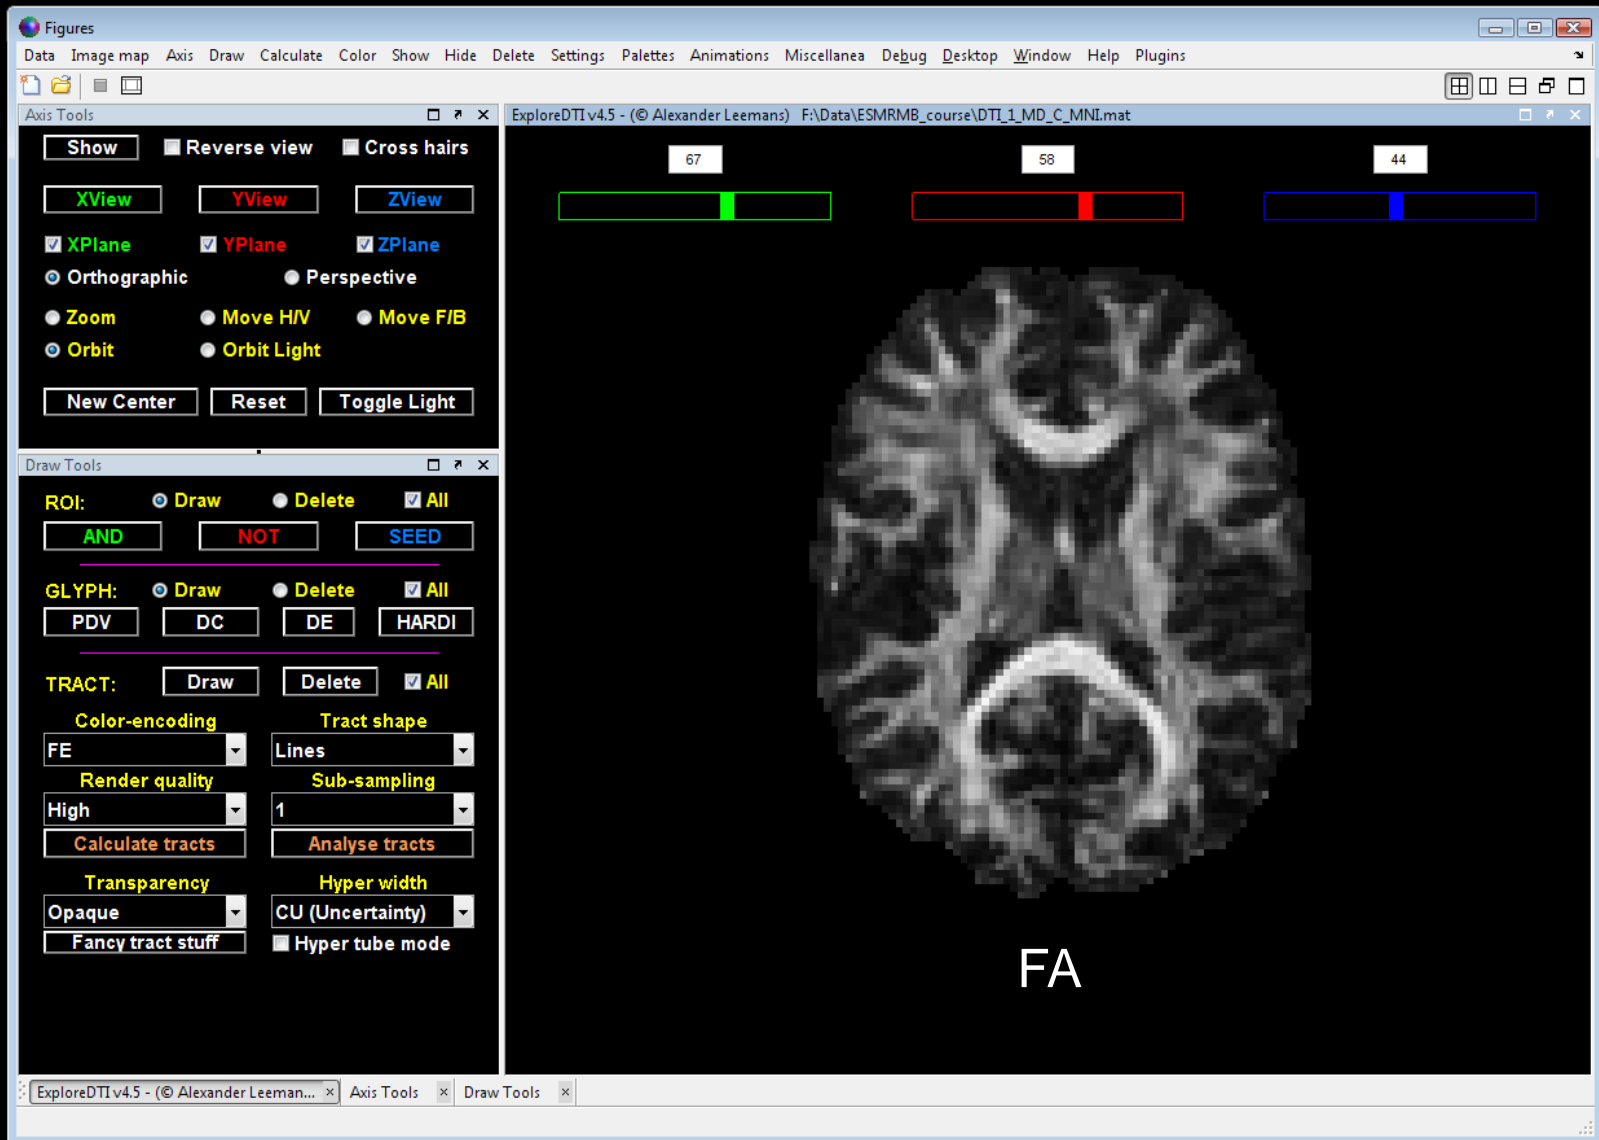 Figures
Data Image map Axis Draw Calculate Color Show Hide Delete Settings Palettes Animations Miscellanea Debug Desktop Window Help Plugins
Axis Tools
Show Reverse view Cross hairs
XView YView ZView
XPlane YPlane ZPlane
Orthographic Perspective
Zoom Move H/V Move F/B
Orbit Orbit Light
New Center Reset Toggle Light
Draw Tools
ROI: Draw Delete All
AND NOT SEED
GLYPH: Draw Delete All
PDV DC DE HARDI
TRACT: Draw Delete All
Color-encoding Tract shape
FE Lines
Render quality Sub-sampling
High 1
Calculate tracts Analyse tracts
Transparency Hyper width
Opaque CU (Uncertainty)
Fancy tract stuff Hyper tube mode
ExploreDTI v4.5 - (© Alexander Leemans) F:\Data\ESMRMB_course\DTI_1_MD_C_MNI.mat
67 58 44
FA
ExploreDTI v4.5 - (© Alexander Leeman... Axis Tools Draw Tools